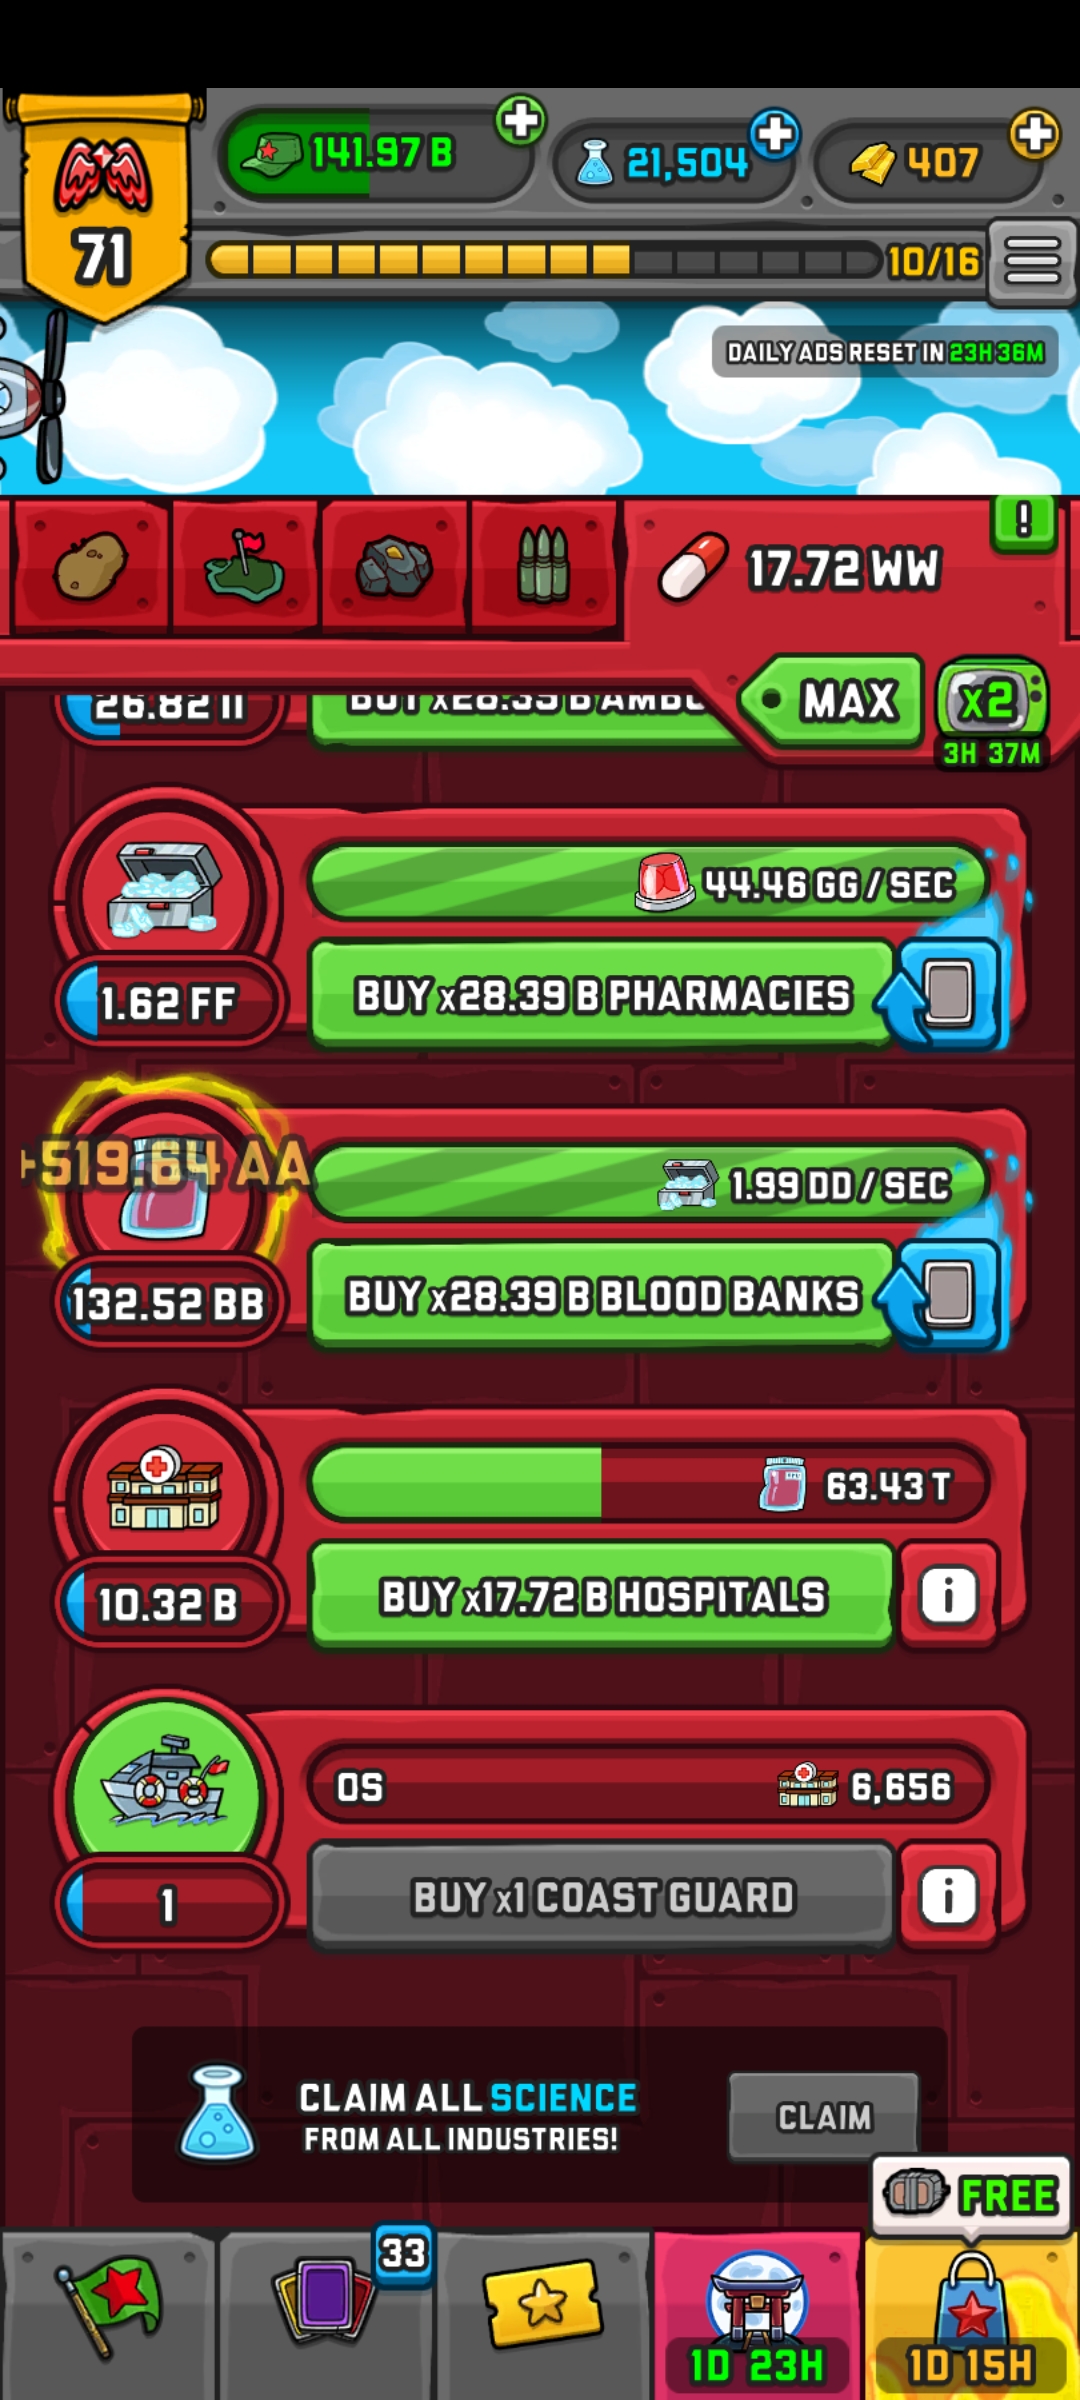 141.97 B
21,504
407
71
10/16
DAILY ADS RESET IN 23H 36M
!
17.72 WW
MAX
x2
3H 37M
BUY x28.39 B
44.46 GG / SEC
1.62 FF
BUY x28.39 B PHARMACIES
+519.64 AA
1.99 DD / SEC
132.52 BB
BUY x28.39 B BLOOD BANKS
63.43 T
10.32 B
BUY x17.72 B HOSPITALS
i
0S
6,656
1
BUY x1 COAST GUARD
i
CLAIM ALL SCIENCE
FROM ALL INDUSTRIES!
CLAIM
FREE
33
1D 23H
1D 15H